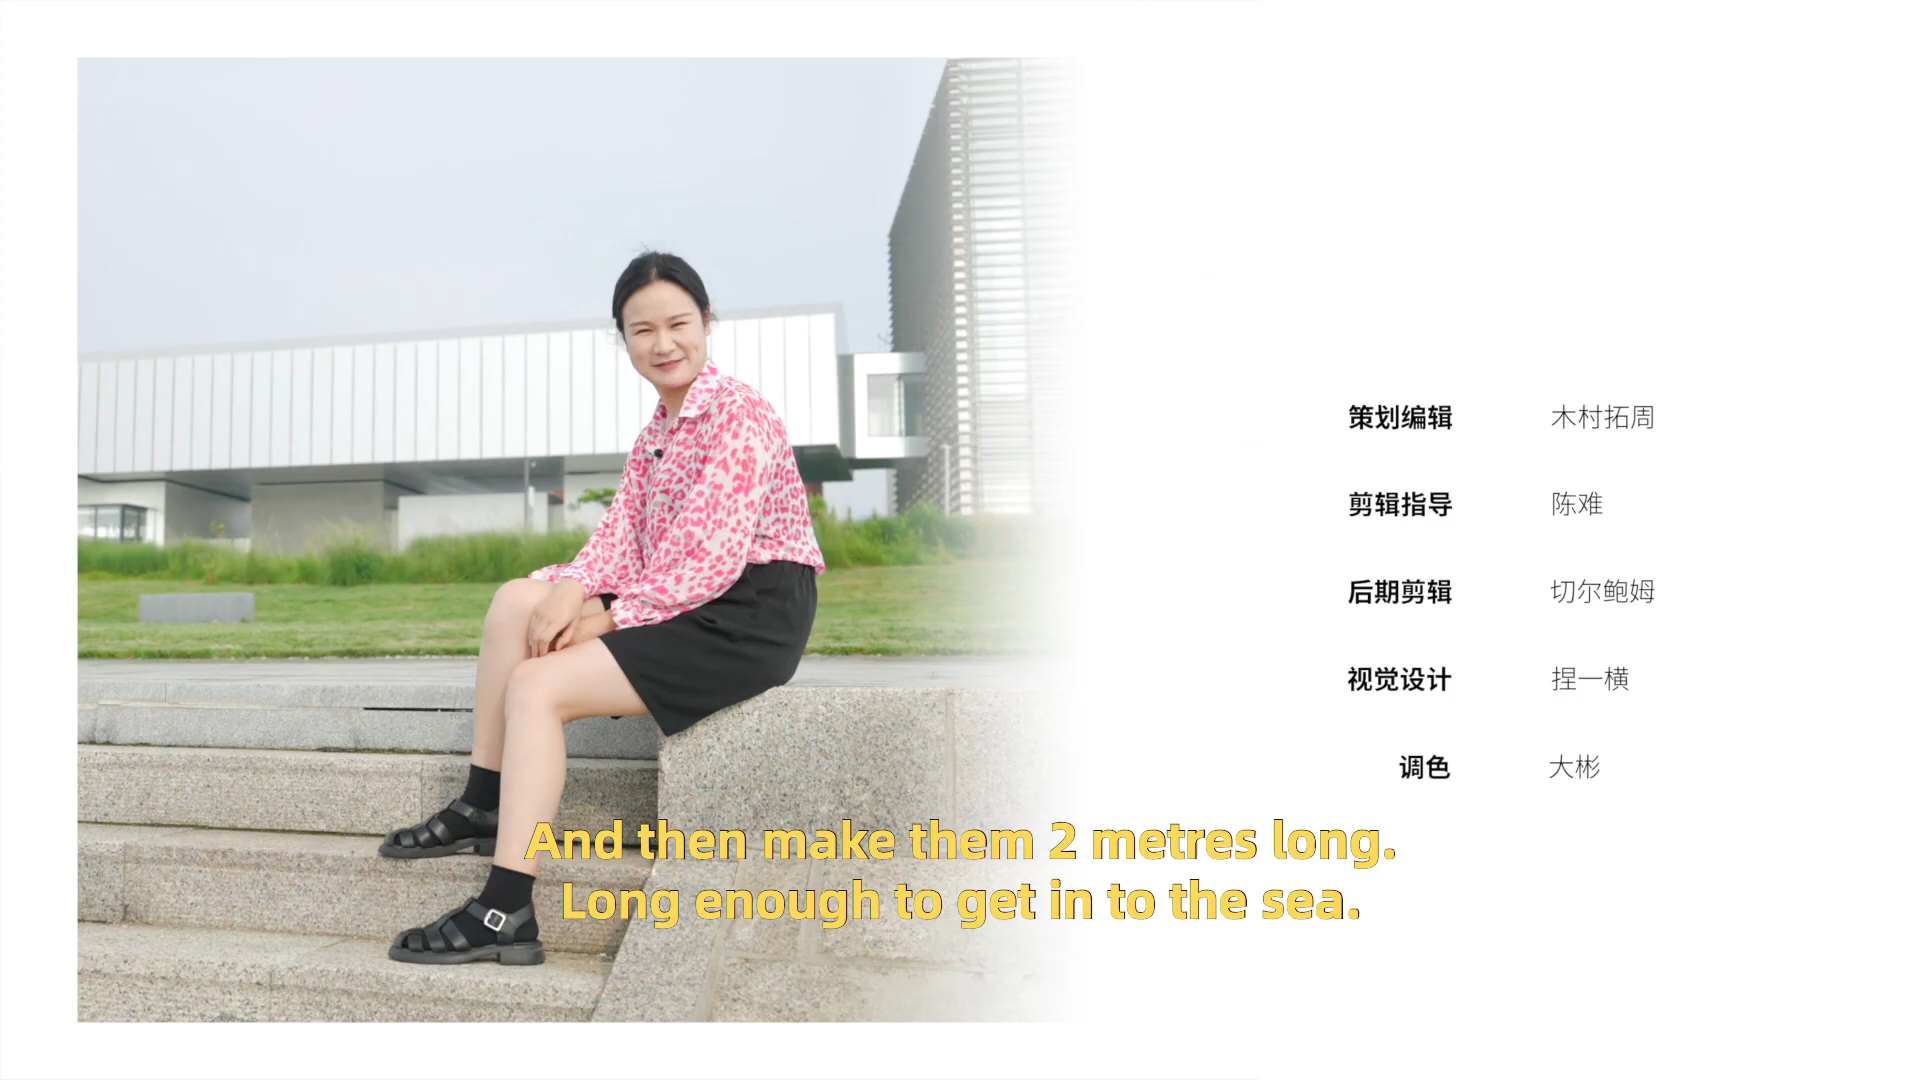 策划编辑 木村拓周
剪辑指导 陈难
后期剪辑 切尔鲍姆
视觉设计 捏一横
调色 大彬
And then make them 2 metres long.
Long enough to get in to the sea.